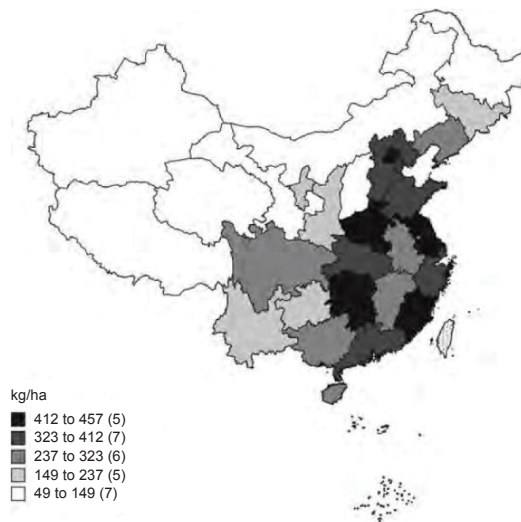 kg/ha
412 to 457 (5)
323 to 412 (7)
237 to 323 (6)
149 to 237 (5)
49 to 149 (7)